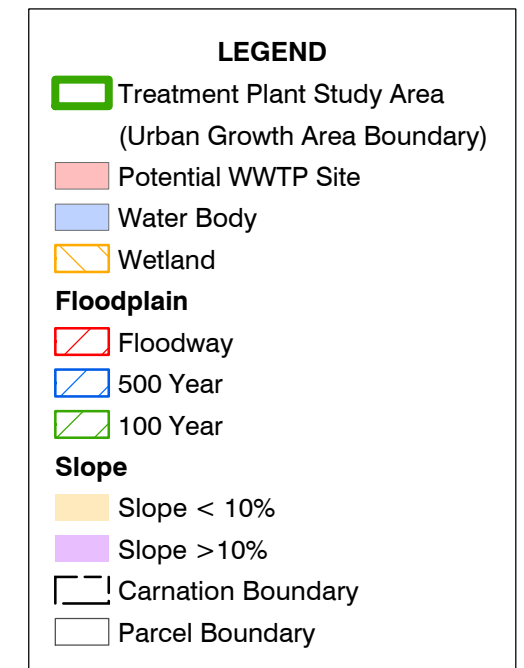 LEGEND
Treatment Plant Study Area
(Urban Growth Area Boundary)
Potential WWTP Site
Water Body
Wetland
Floodplain
Floodway
500 Year
100 Year
Slope
Slope < 10%
Slope >10%
Carnation Boundary
Parcel Boundary